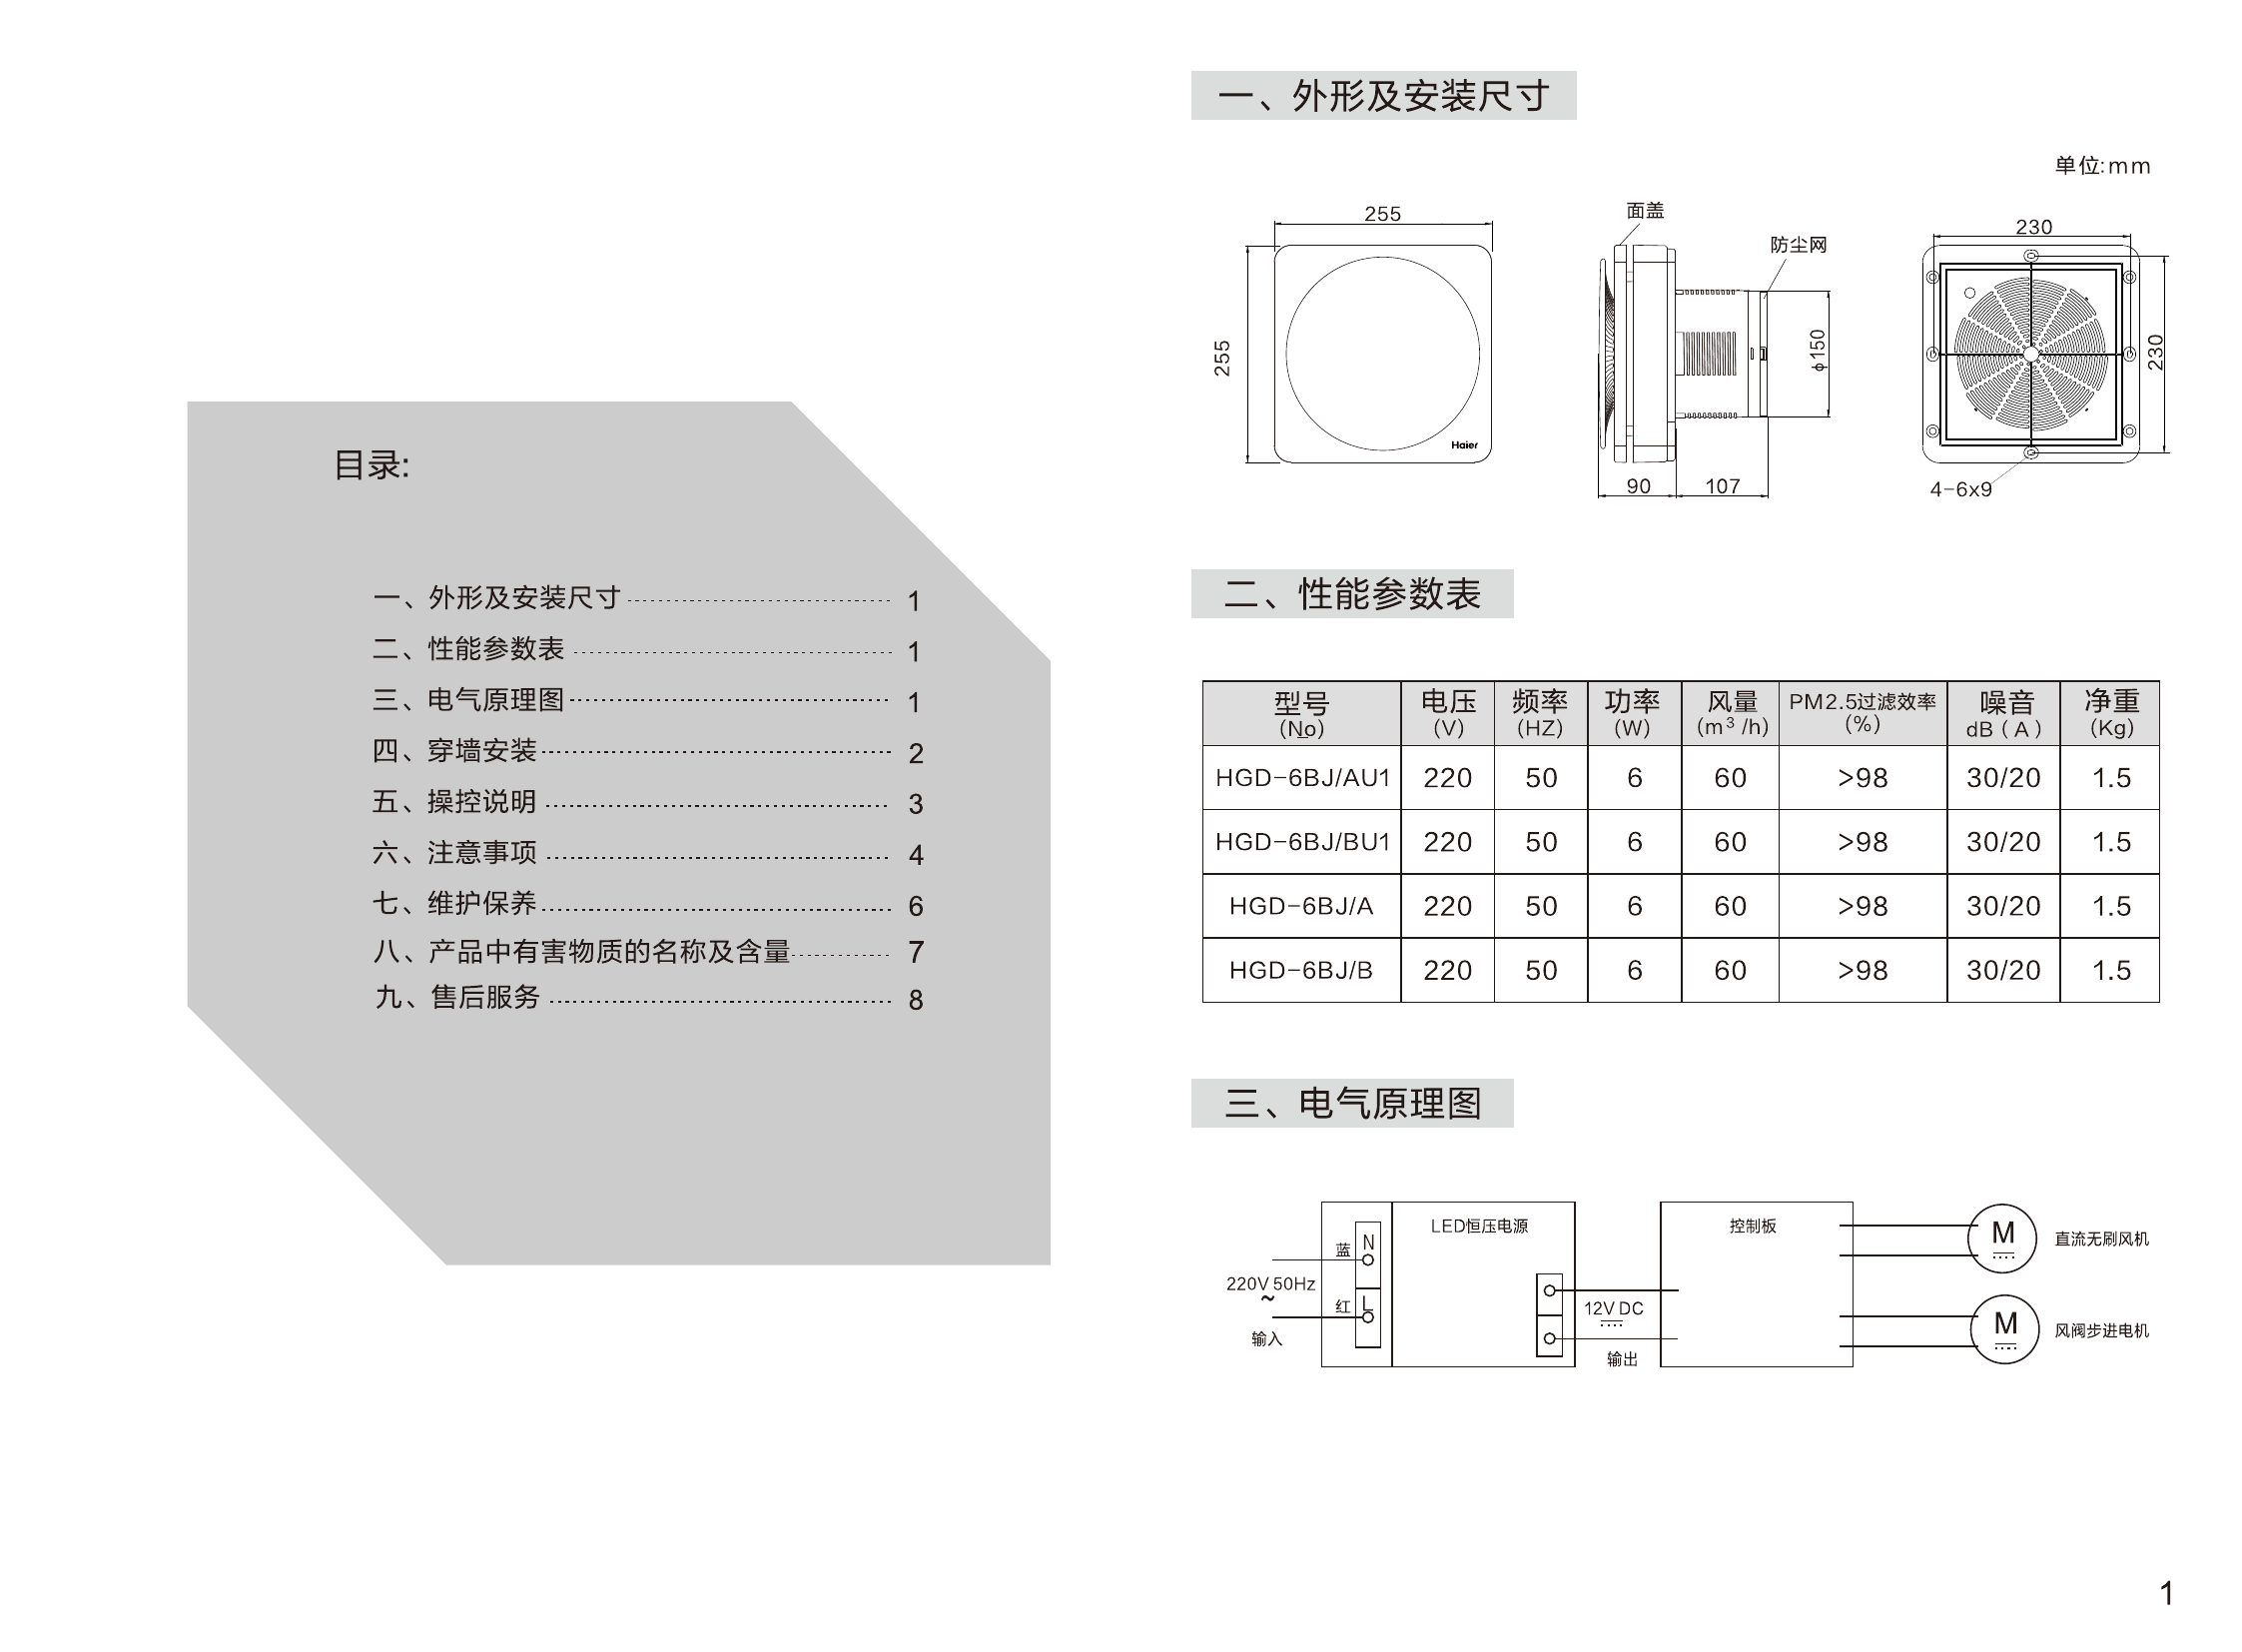 目录:
一、外形及安装尺寸 1
二、性能参数表 1
三、电气原理图 1
四、穿墙安装 2
五、操控说明 3
六、注意事项 4
七、维护保养 6
八、产品中有害物质的名称及含量 7
九、售后服务 8
一、外形及安装尺寸
单位:mm
255
255
Haier
面盖
防尘网
φ150
90
107
230
230
4-6x9
二、性能参数表
型号 电压 频率 功率 风量 PM2.5过滤效率 噪音 净重
(No) (V) (HZ) (W) (m³/h) (%) dB(A) (Kg)
HGD-6BJ/AU1 220 50 6 60 >98 30/20 1.5
HGD-6BJ/BU1 220 50 6 60 >98 30/20 1.5
HGD-6BJ/A 220 50 6 60 >98 30/20 1.5
HGD-6BJ/B 220 50 6 60 >98 30/20 1.5
三、电气原理图
220V 50Hz
~
输入
蓝
N
红
L
LED恒压电源
12V DC
输出
控制板
M
直流无刷风机
M
风阀步进电机
1